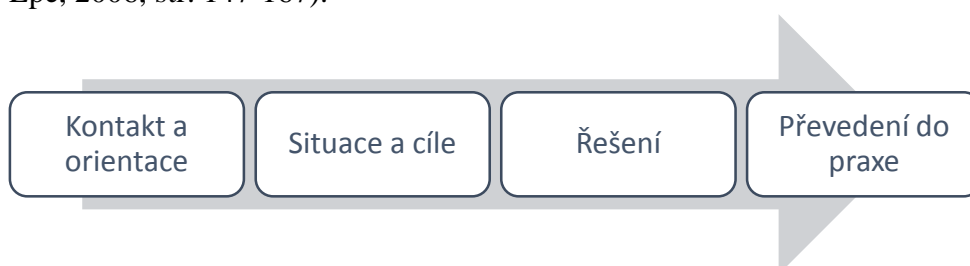 Kontakt a
orientace
Situace a cíle
Řešení
Převedení do
praxe